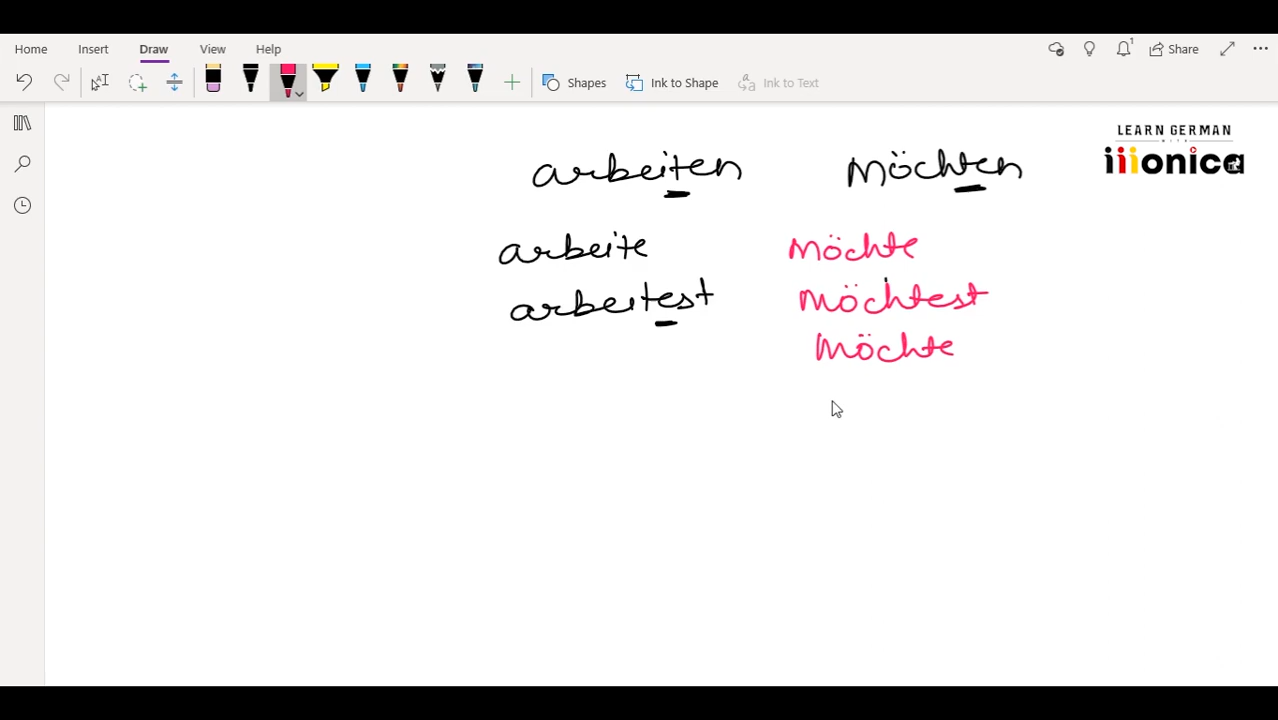 Home Insert Draw View Help
Share
Shapes Ink to Shape Ink to Text
LEARN GERMAN
iiionica
arbeiten möchten
arbeite möchte
arbeitest möchtest
möchte